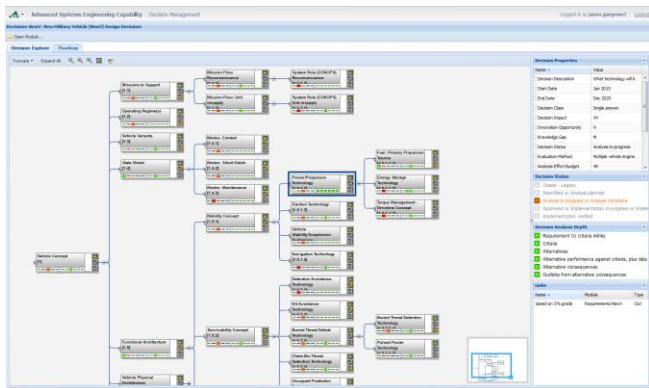 Advanced Systems Engineering Capability Decision Management
Logged in as
Decisions NewV: New Military Vehicle (NewV) Design Decisions
Open Module...
Decision Explorer Roadmap
Truncate Expand All
Mission Flow:
Reconnaissance
System Role (CONOPS)
Reconnaissance
Missions to Support
Mission Flow: Unit
resupply
System Role (CONOPS)
Unit resupply
Operating Regime(s)
Vehicle Variants
State Model
Modes: Combat
Modes: Silent Watch
Modes: Maintenance
Power/Propulsion
Technology
Fuel: Primary Propulsion
Source
Energy Storage
Technology
Torque Management -
Driveline Concept
Mobility Concept
Traction Technology
Vehicle
Stability/Suspension
Navigation Technology
Vehicle Concept
Detection Avoidance
Technology
Hit Avoidance
Technology
Functional Architecture
Survivability Concept
Buried Threat Defeat
Technology
Buried Threat Detection
Technology
Pulsed Power
Technology
Chem-Bio Threat
Detection Technology
Vehicle Physical
Architecture
Occupant Protection
Decision Properties
Name Value
Decision Description What technology will b
Start Date Jan 2015
End Date Dec 2025
Decision Class Single answer
Decision Impact
Innovation Opportunity H
Knowledge Gap M
Decision Status Analysis in progress
Evaluation Method Multiple vehicle engine
Analysis Effort Budget 40
Decision Status
Closed - Legacy
Identified or Analysis planned
Analysis in progress or Analysis complete
Approved or Implementation in progress or Imple
Implementation verified
Decision Analysis Depth
Requirement to criteria links
Criteria
Alternatives
Alternative performance against criteria, plus risks
Alternative consequences
Outlinks from alternative consequences
Links
Name Module Type
Speed on 5% grade Requirements NewV Out